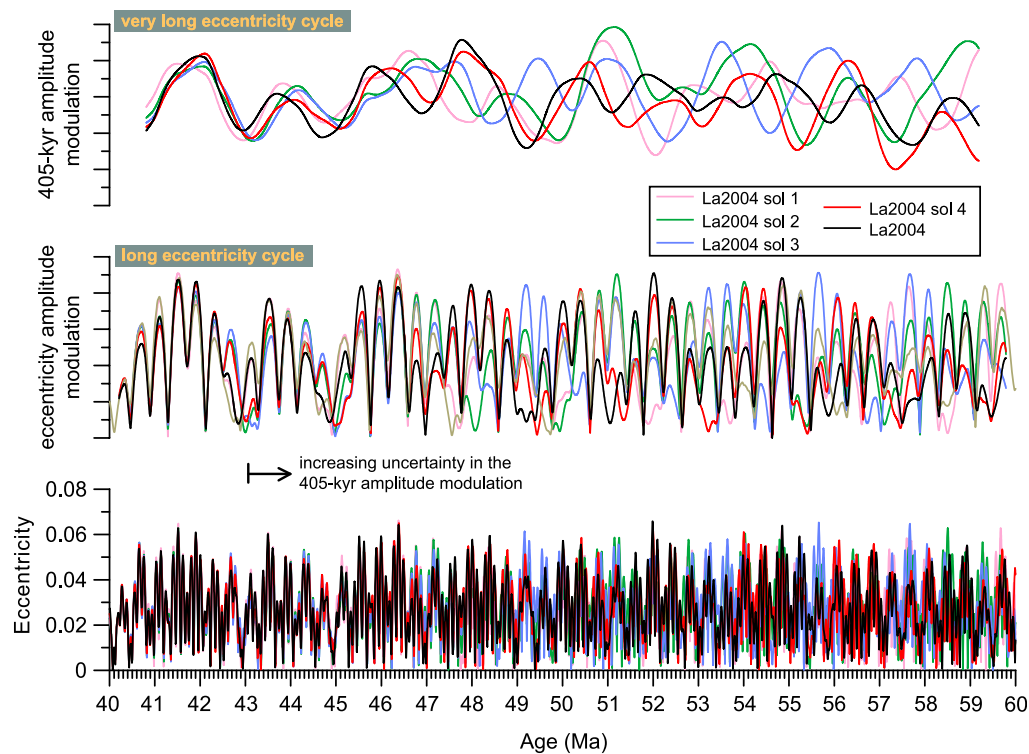 very long eccentricity cycle
405-kyr amplitude
modulation
La2004 sol 1
La2004 sol 2
La2004 sol 3
La2004 sol 4
La2004
long eccentricity cycle
eccentricity amplitude
modulation
increasing uncertainty in the
405-kyr amplitude modulation
Eccentricity
0.08
0.06
0.04
0.02
0
40 41 42 43 44 45 46 47 48 49 50 51 52 53 54 55 56 57 58 59 60
Age (Ma)